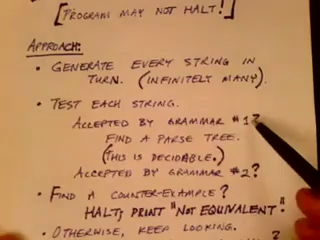 [PROGRAM MAY NOT HALT!]
APPROACH:
• GENERATE EVERY STRING IN
TURN. (INFINITELY MANY).
• TEST EACH STRING.
ACCEPTED BY GRAMMAR #1?
FIND A PARSE TREE.
(THIS IS DECIDABLE.)
ACCEPTED BY GRAMMAR #2?
• FIND A COUNTER-EXAMPLE?
HALT; PRINT "NOT EQUIVALENT."
• OTHERWISE, KEEP LOOKING.